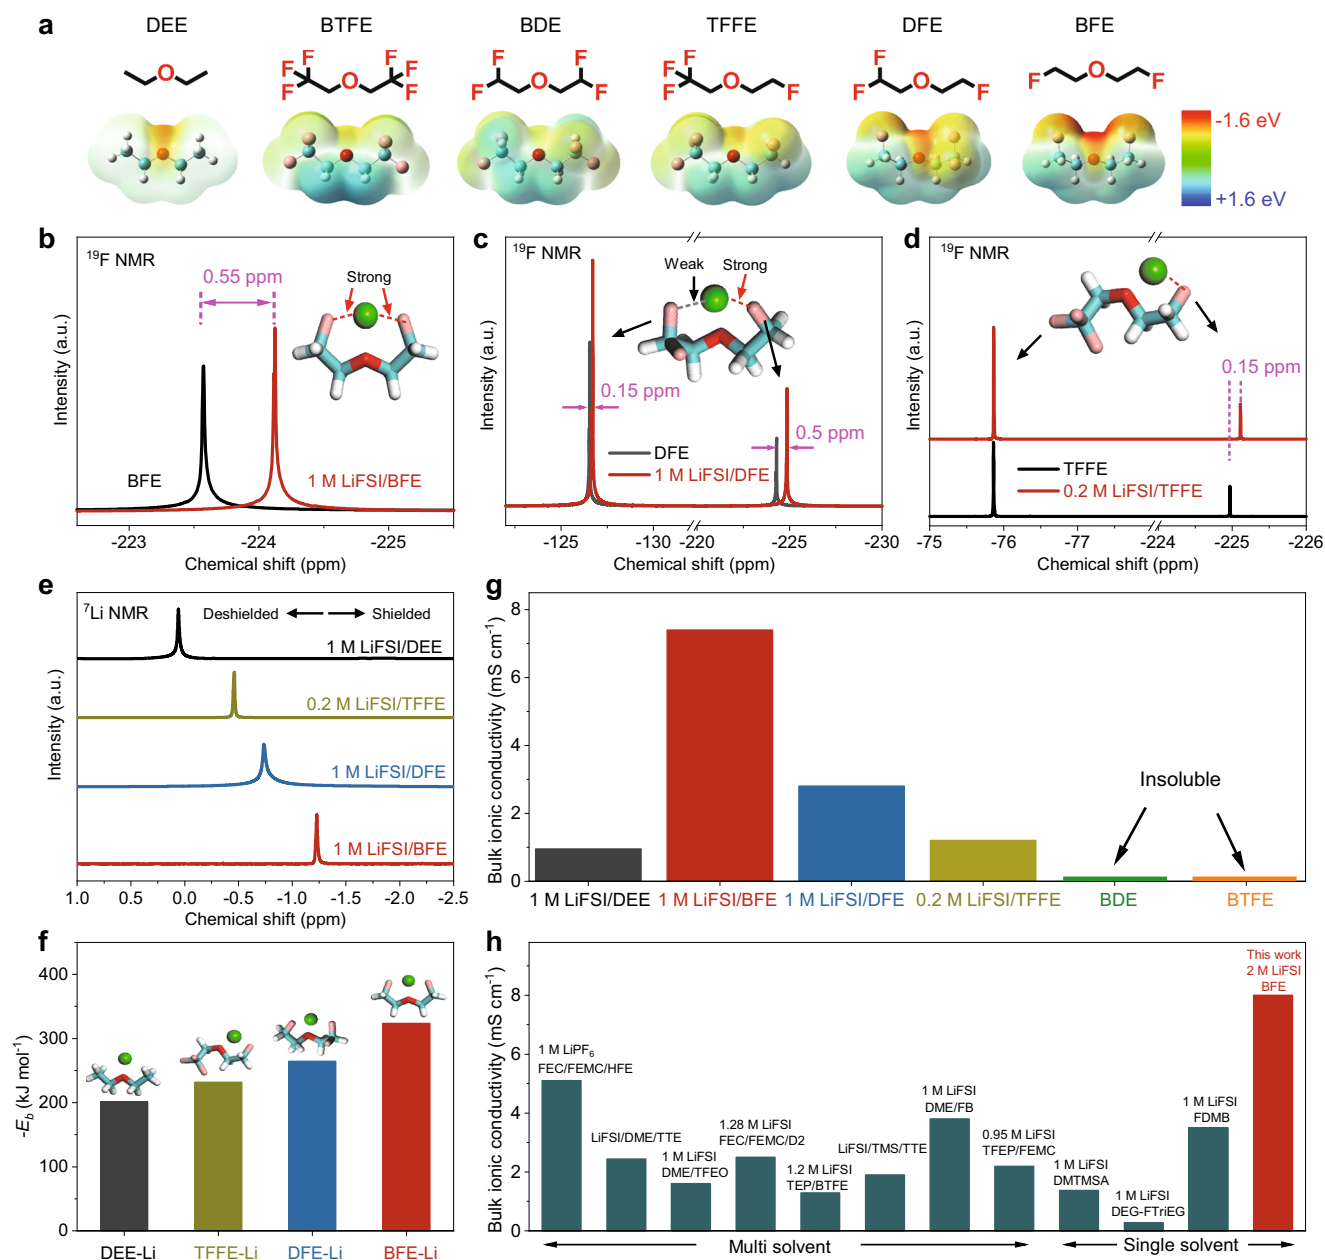 a
DEE
BTFE
BDE
TFFE
DFE
BFE
O
F F F O F F F
F F O F F
F F F O F
F F O F
F O F
-1.6 eV
+1.6 eV
b
19F NMR
0.55 ppm
Strong
BFE
1 M LiFSI/BFE
Intensity (a.u.)
-223 -224 -225
Chemical shift (ppm)
c
19F NMR
Weak
Strong
0.15 ppm
0.5 ppm
DFE
1 M LiFSI/DFE
Intensity (a.u.)
-125 -130 -220 -225 -230
Chemical shift (ppm)
d
19F NMR
0.15 ppm
TFFE
0.2 M LiFSI/TFFE
Intensity (a.u.)
-75 -76 -77 -224 -225 -226
Chemical shift (ppm)
e
7Li NMR
Deshielded
Shielded
1 M LiFSI/DEE
0.2 M LiFSI/TFFE
1 M LiFSI/DFE
1 M LiFSI/BFE
Intensity (a.u.)
1.0 0.5 0.0 -0.5 -1.0 -1.5 -2.0 -2.5
Chemical shift (ppm)
g
Bulk ionic conductivity (mS cm⁻¹)
8
6
4
2
0
Insoluble
1 M LiFSI/DEE 1 M LiFSI/BFE 1 M LiFSI/DFE 0.2 M LiFSI/TFFE BDE BTFE
f
-Eb (kJ mol⁻¹)
400
300
200
100
0
DEE-Li TFFE-Li DFE-Li BFE-Li
h
Bulk ionic conductivity (mS cm⁻¹)
8
6
4
2
0
1 M LiPF₆
FEC/FEMC/HFE
LiFSI/DME/TTE
1 M LiFSI
DME/TFEO
1.28 M LiFSI
FEC/FEMC/D2
1.2 M LiFSI
TEP/BTFE
LiFSI/TMS/TTE
1 M LiFSI
DME/FB
0.95 M LiFSI
TFEP/FEMC
1 M LiFSI
DMTMSA
1 M LiFSI
DEG-FTriEG
1 M LiFSI
FDMB
This work
2 M LiFSI
BFE
Multi solvent
Single solvent